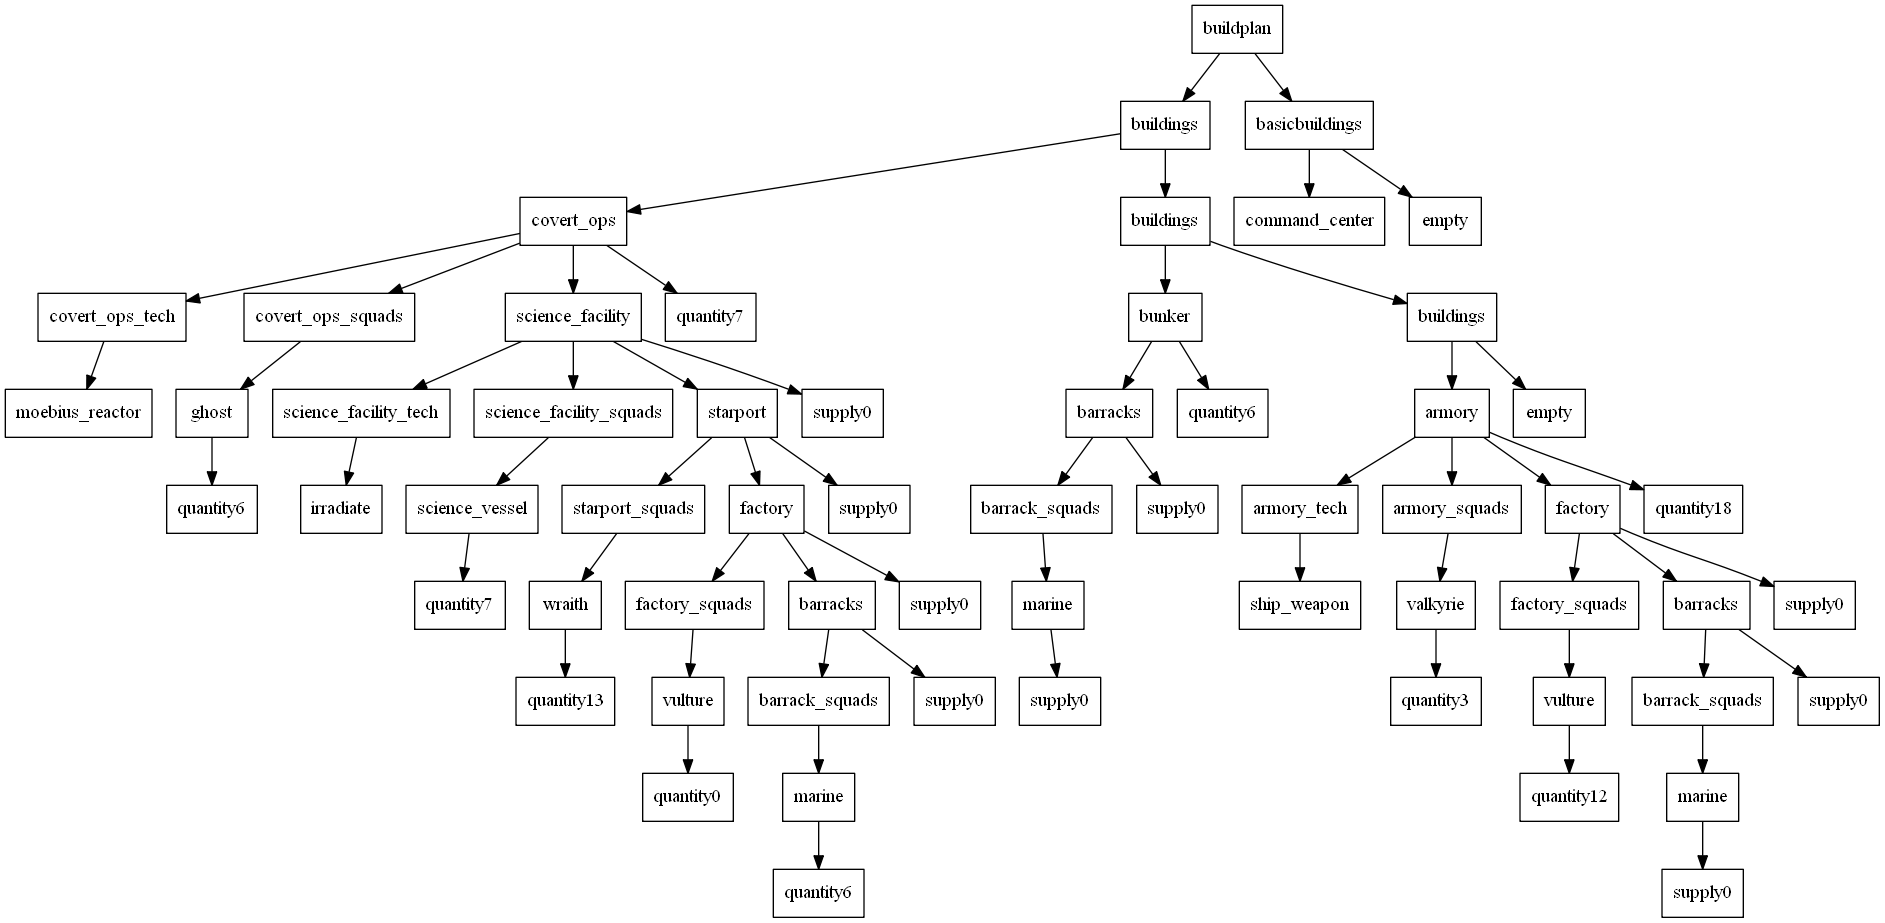 buildplan
buildings
basicbuildings
covert_ops
buildings
command_center
empty
covert_ops_tech
covert_ops_squads
science_facility
quantity7
bunker
buildings
moebius_reactor
ghost
science_facility_tech
science_facility_squads
starport
supply0
barracks
quantity6
armory
empty
quantity6
irradiate
science_vessel
starport_squads
factory
supply0
barrack_squads
supply0
armory_tech
armory_squads
factory
quantity18
quantity7
wraith
factory_squads
barracks
supply0
marine
ship_weapon
valkyrie
factory_squads
barracks
supply0
quantity13
vulture
barrack_squads
supply0
supply0
quantity3
vulture
barrack_squads
supply0
quantity0
marine
quantity12
marine
quantity6
supply0